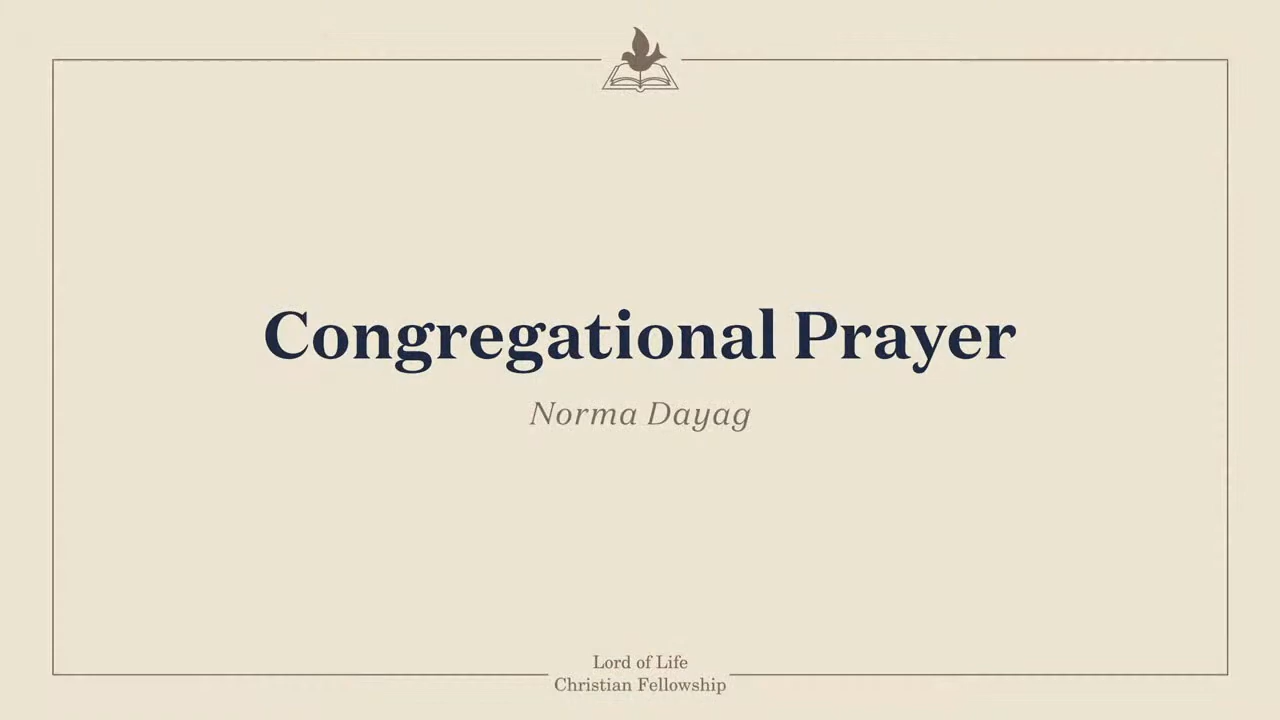 Congregational Prayer
Norma Dayag
Lord of Life
Christian Fellowship